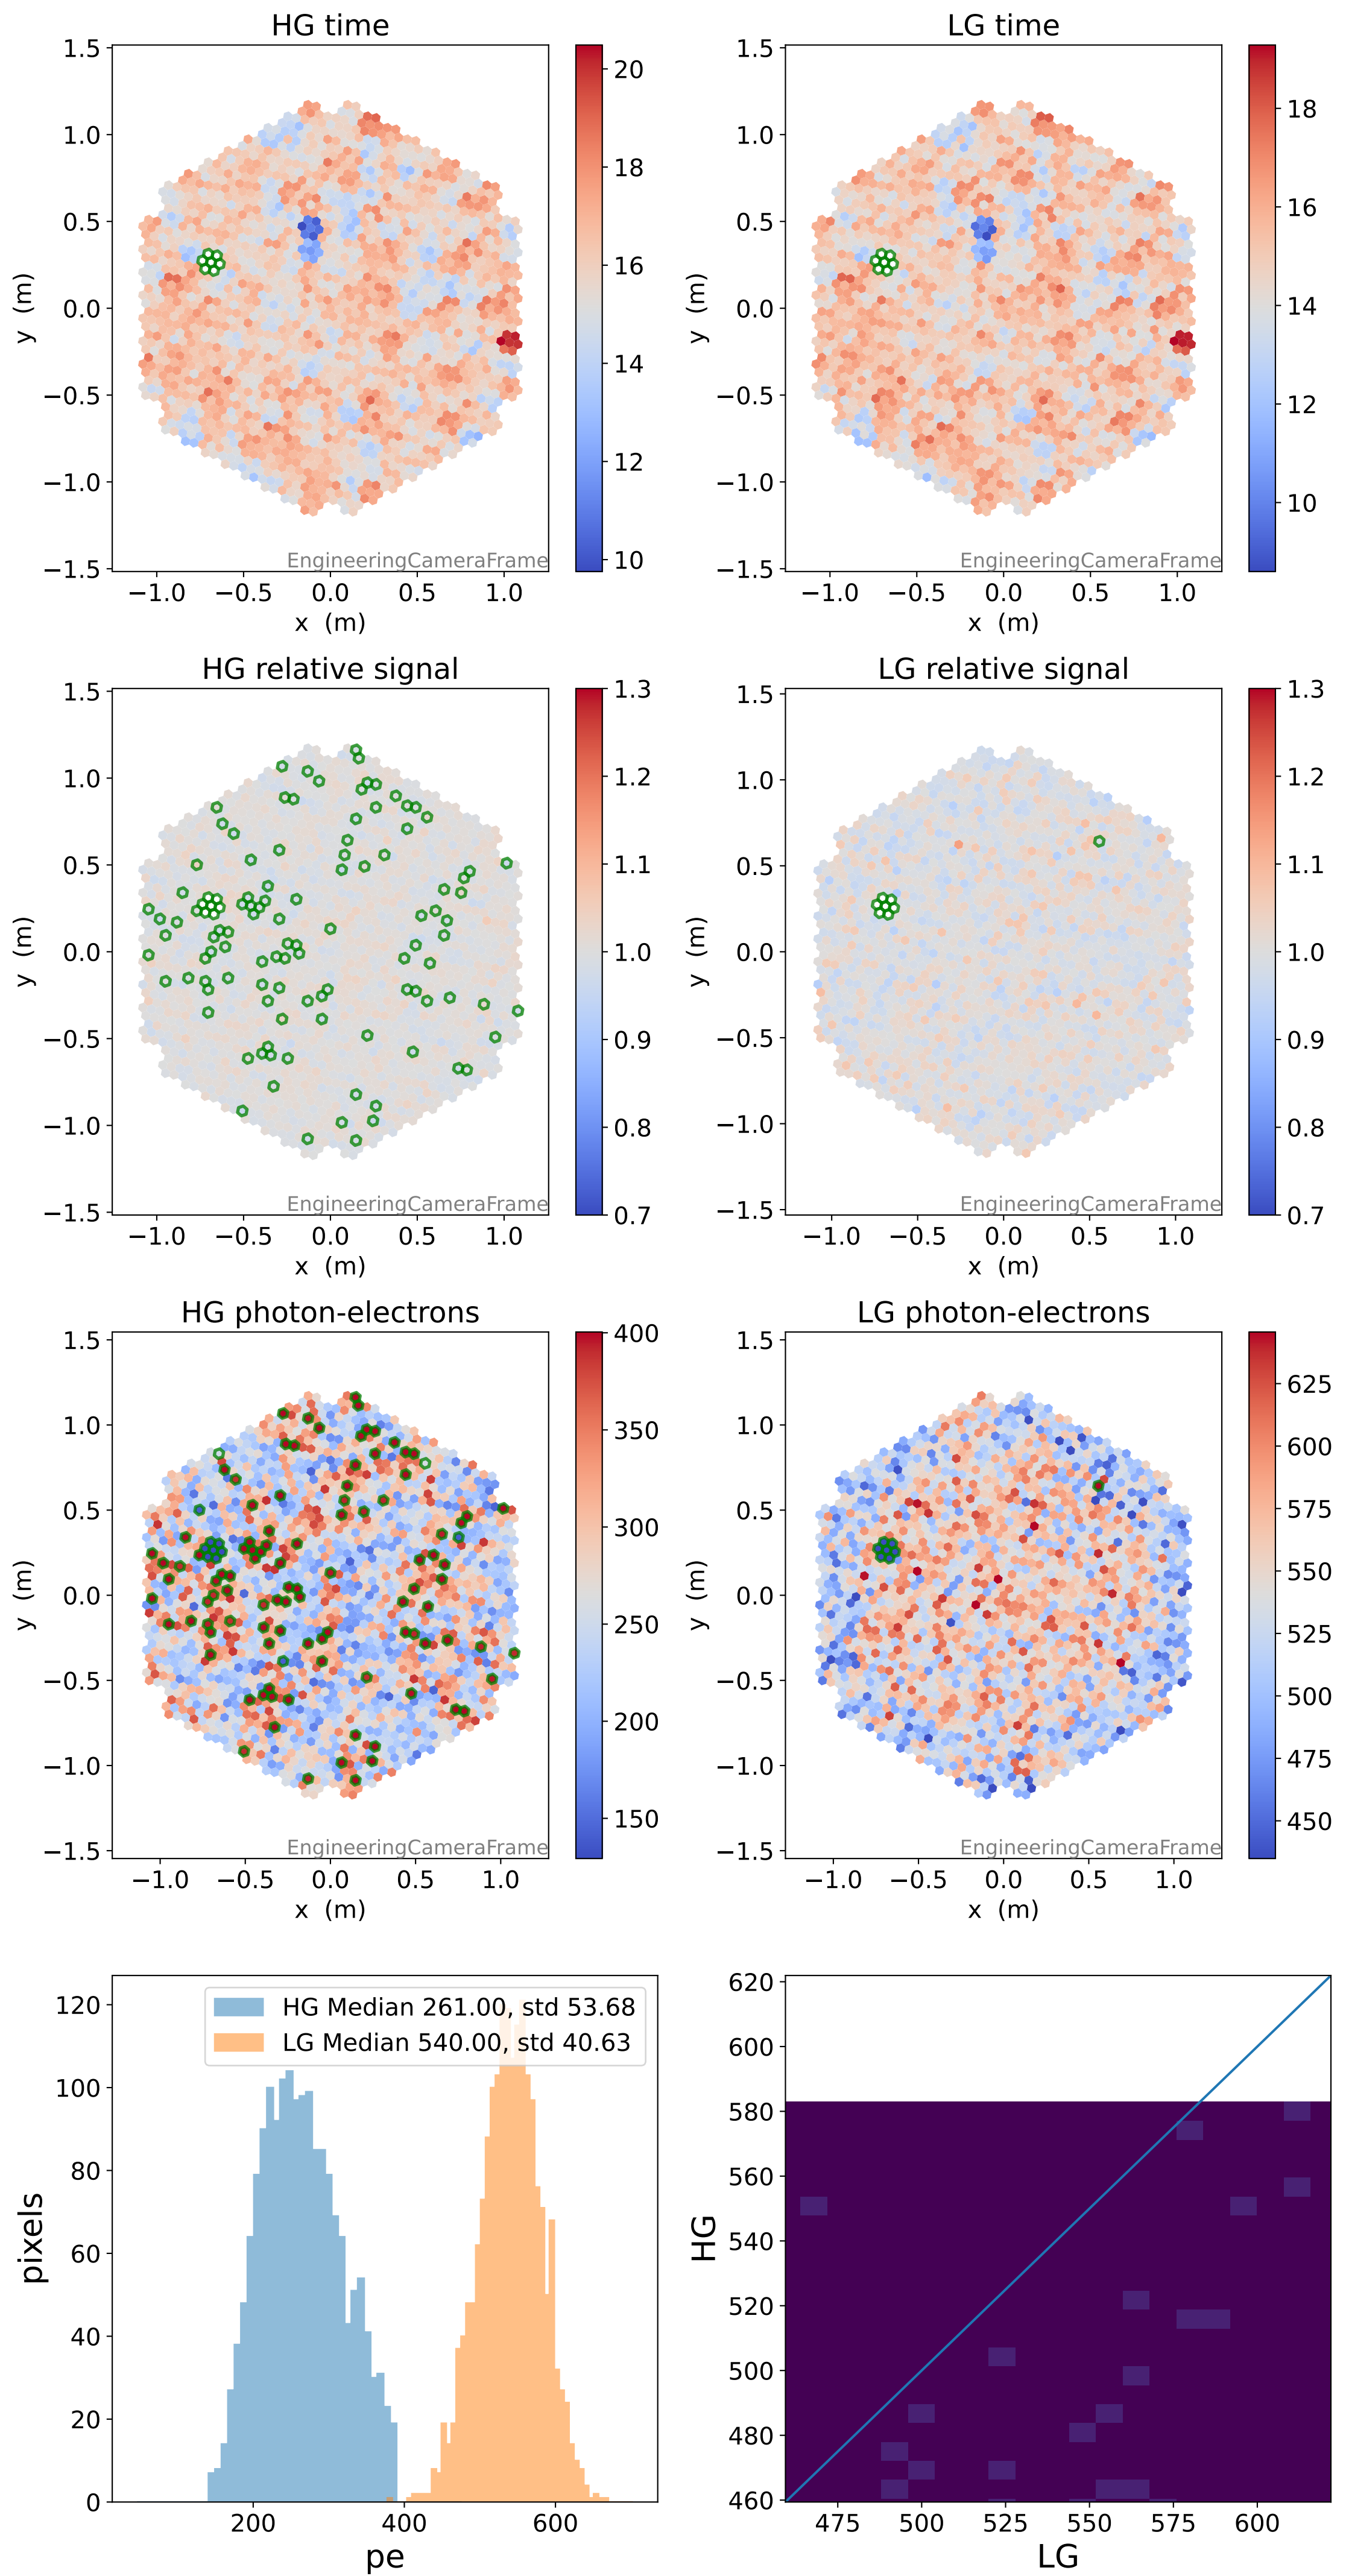 HG time
1.5
1.0
0.5
0.0
−0.5
−1.0
−1.5
y (m)
−1.0 −0.5 0.0 0.5 1.0
x (m)
EngineeringCameraFrame
20
18
16
14
12
10
LG time
1.5
1.0
0.5
0.0
−0.5
−1.0
−1.5
y (m)
−1.0 −0.5 0.0 0.5 1.0
x (m)
EngineeringCameraFrame
18
16
14
12
10
HG relative signal
1.5
1.0
0.5
0.0
−0.5
−1.0
−1.5
y (m)
−1.0 −0.5 0.0 0.5 1.0
x (m)
EngineeringCameraFrame
1.3
1.2
1.1
1.0
0.9
0.8
0.7
LG relative signal
1.5
1.0
0.5
0.0
−0.5
−1.0
−1.5
y (m)
−1.0 −0.5 0.0 0.5 1.0
x (m)
EngineeringCameraFrame
1.3
1.2
1.1
1.0
0.9
0.8
0.7
HG photon-electrons
1.5
1.0
0.5
0.0
−0.5
−1.0
−1.5
y (m)
−1.0 −0.5 0.0 0.5 1.0
x (m)
EngineeringCameraFrame
400
350
300
250
200
150
LG photon-electrons
1.5
1.0
0.5
0.0
−0.5
−1.0
−1.5
y (m)
−1.0 −0.5 0.0 0.5 1.0
x (m)
EngineeringCameraFrame
625
600
575
550
525
500
475
450
HG Median 261.00, std 53.68
LG Median 540.00, std 40.63
120
100
80
60
40
20
0
pixels
200 400 600
pe
620
600
580
560
540
520
500
480
460
HG
475 500 525 550 575 600
LG